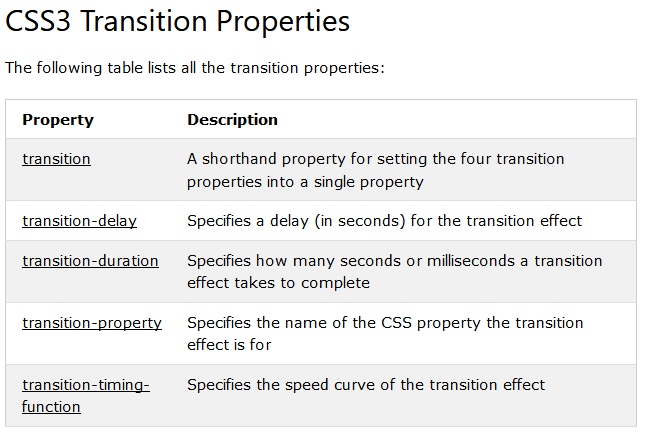 CSS3 Transition Properties
The following table lists all the transition properties:
Property Description
transition A shorthand property for setting the four transition
properties into a single property
transition-delay Specifies a delay (in seconds) for the transition effect
transition-duration Specifies how many seconds or milliseconds a transition
effect takes to complete
transition-property Specifies the name of the CSS property the transition
effect is for
transition-timing- Specifies the speed curve of the transition effect
function